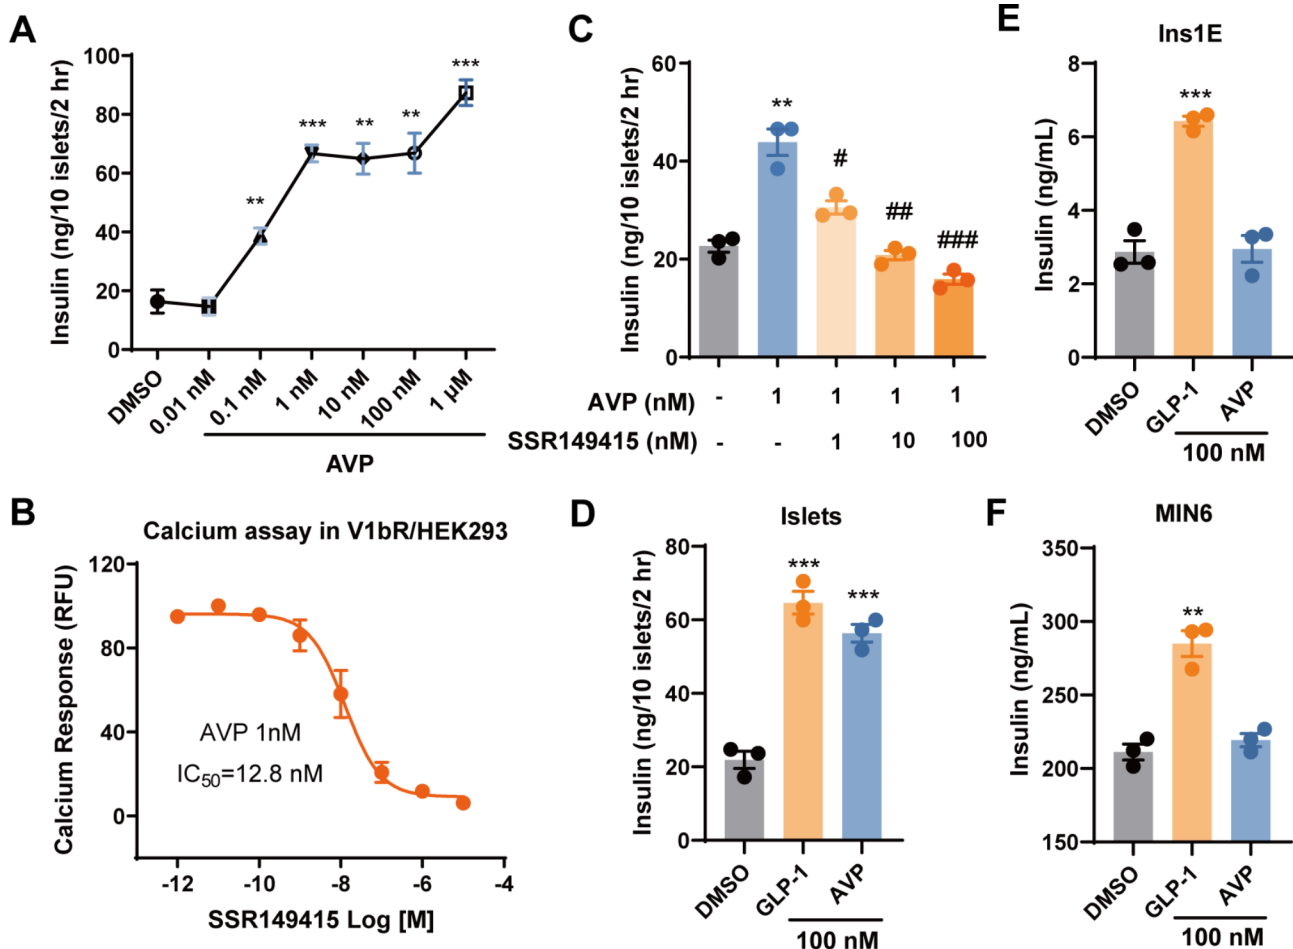 A
Insulin (ng/10 islets/2 hr)
100
80
60
40
20
0
**
***
**
**
***
DMSO
0.01 nM
0.1 nM
1 nM
10 nM
100 nM
1 µM
AVP
B
Calcium assay in V1bR/HEK293
Calcium Response (RFU)
120
80
40
0
AVP 1nM
IC50=12.8 nM
-12
-10
-8
-6
-4
SSR149415 Log [M]
C
Insulin (ng/10 islets/2 hr)
60
40
20
0
**
#
##
###
AVP (nM) - 1 1 1 1
SSR149415 (nM) - - 1 10 100
D
Islets
Insulin (ng/10 islets/2 hr)
80
60
40
20
0
***
***
DMSO
GLP-1
AVP
100 nM
E
Ins1E
Insulin (ng/mL)
8
6
4
2
0
***
DMSO
GLP-1
AVP
100 nM
F
MIN6
Insulin (ng/mL)
350
300
250
200
150
**
DMSO
GLP-1
AVP
100 nM